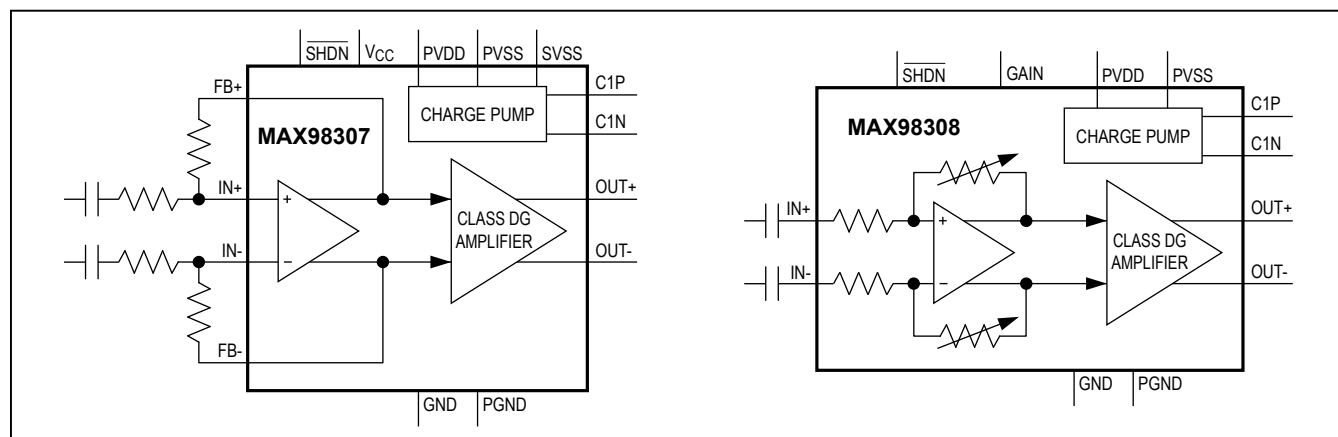 SHDN VCC PVDD PVSS SVSS
FB+
C1P
CHARGE PUMP
C1N
MAX98307
IN+
+
OUT+
CLASS DG
AMPLIFIER
IN-
−
OUT-
FB-
GND PGND
SHDN GAIN PVDD PVSS
C1P
CHARGE PUMP
C1N
MAX98308
IN+
+
OUT+
CLASS DG
AMPLIFIER
IN-
−
OUT-
GND PGND